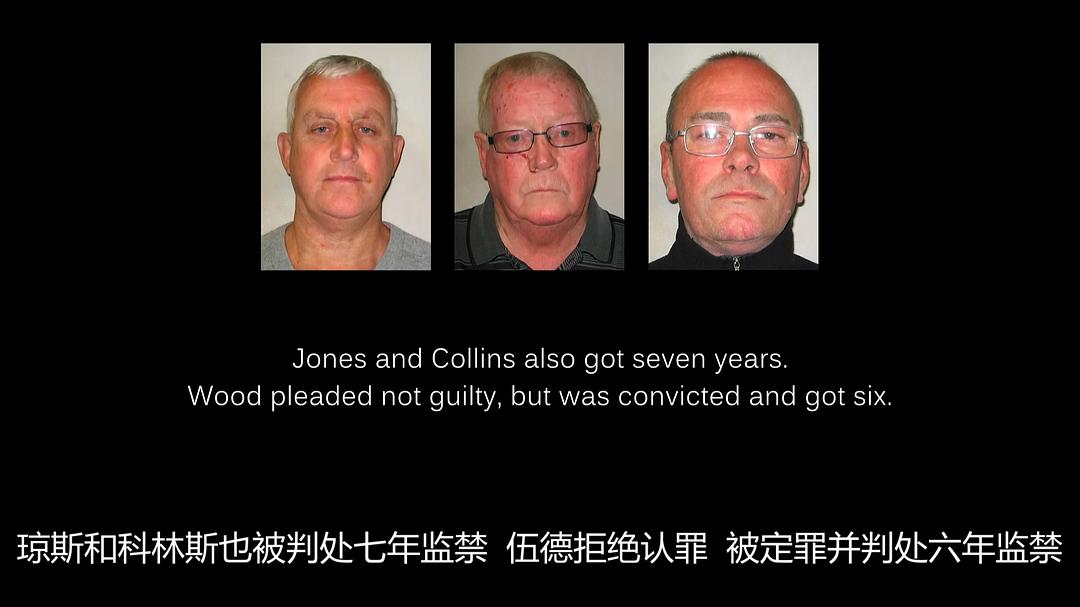 Jones and Collins also got seven years.
Wood pleaded not guilty, but was convicted and got six.
琼斯和科林斯也被判处七年监禁 伍德拒绝认罪 被定罪并判处六年监禁